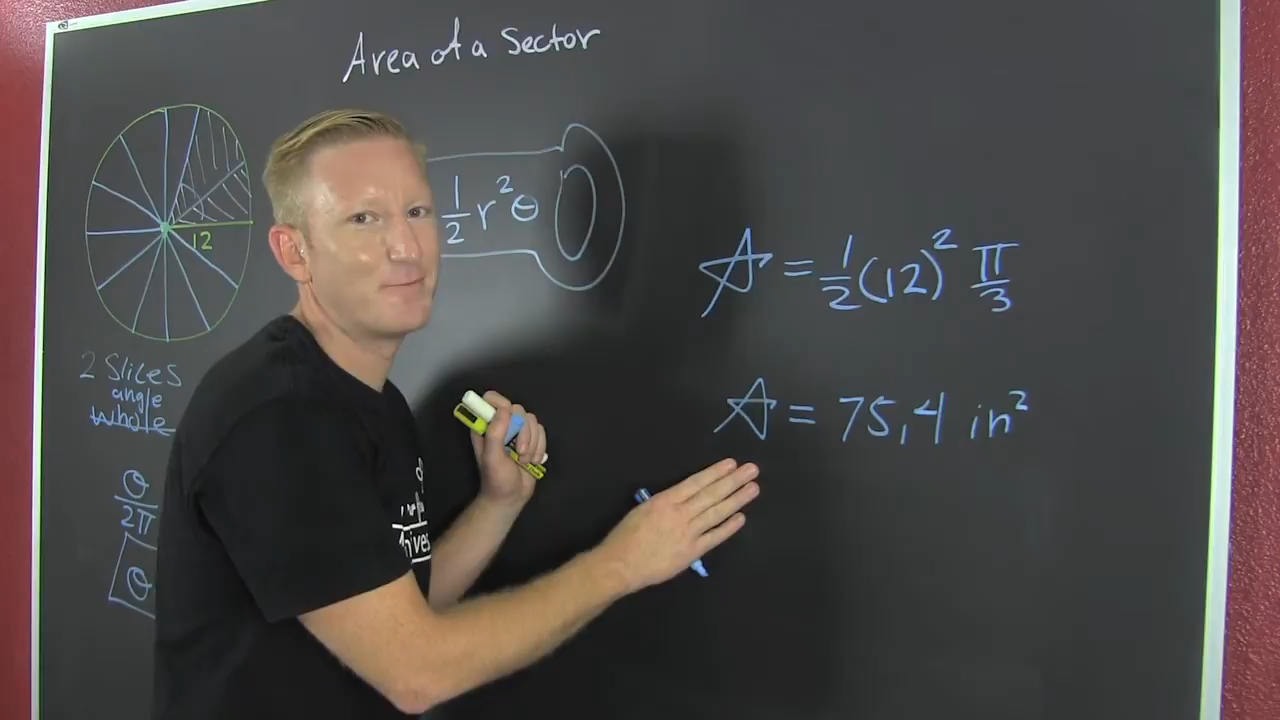 Area of a Sector
12
½ r² θ
A = ½ (12)² π/3
2 Slices
angle
whole
A = 75,4 in²
θ/2π
θ